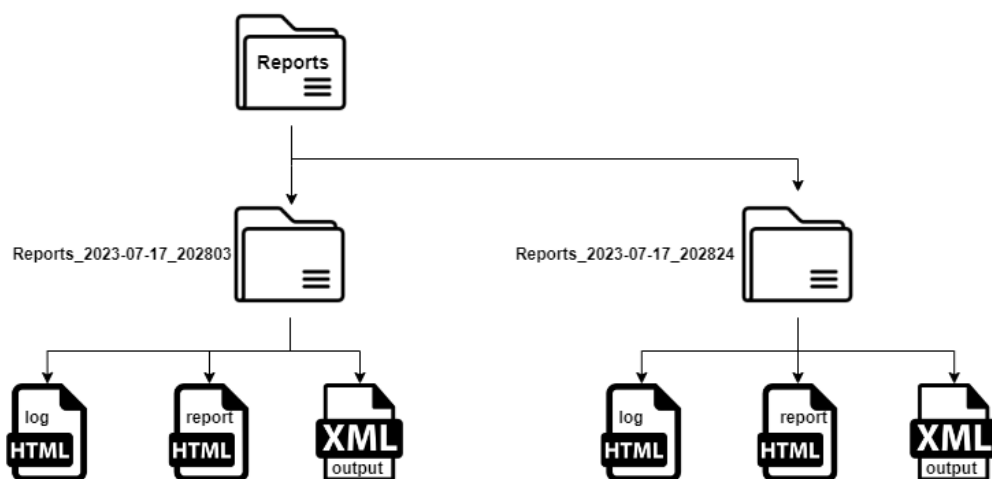 Reports
Reports_2023-07-17_202803
Reports_2023-07-17_202824
log
HTML
report
HTML
XML
output
log
HTML
report
HTML
XML
output